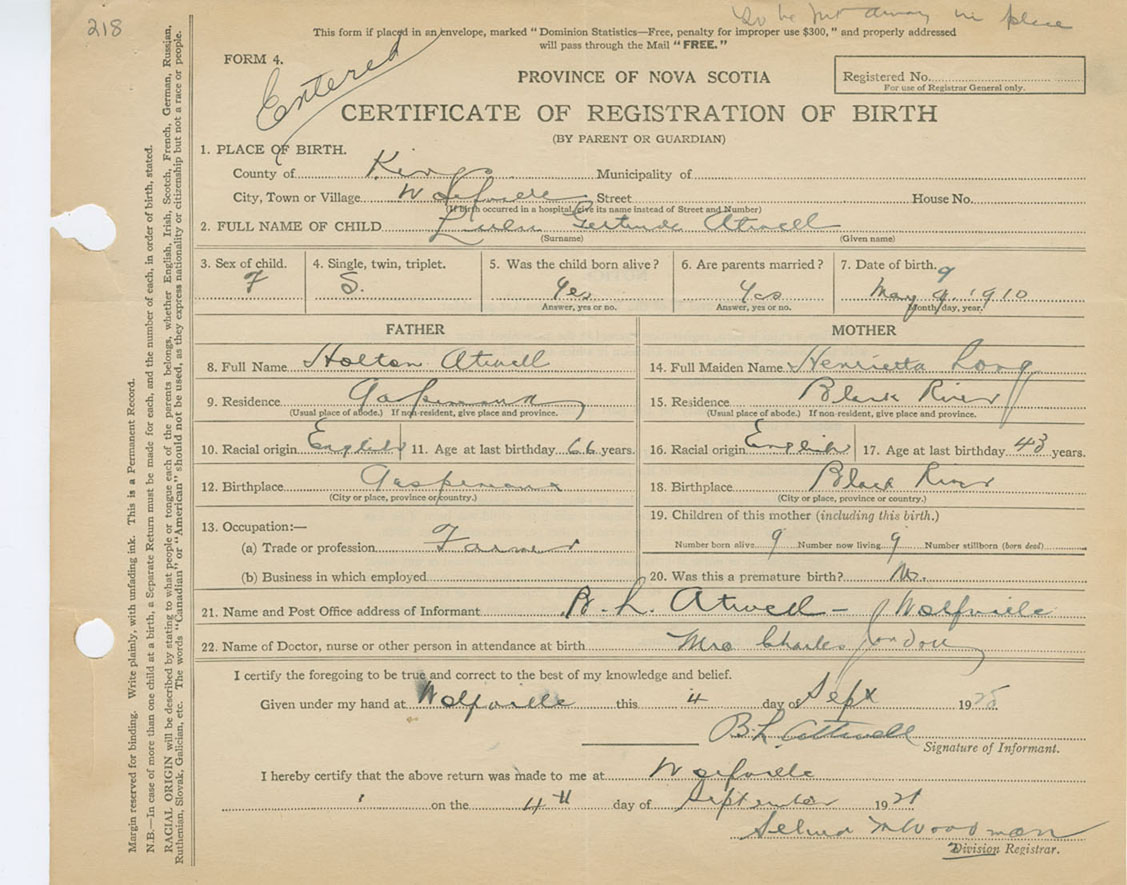 218
to be put away in place
This form if placed in an envelope, marked "Dominion Statistics—Free, penalty for improper use $300," and properly addressed
will pass through the Mail "FREE."
FORM 4.
Entered
PROVINCE OF NOVA SCOTIA
Registered No.
For use of Registrar General only.
CERTIFICATE OF REGISTRATION OF BIRTH
(BY PARENT OR GUARDIAN)
1. PLACE OF BIRTH.
County of Kings Municipality of
City, Town or Village Wolfville Street House No.
(If birth occurred in a hospital, give its name instead of Street and Number)
2. FULL NAME OF CHILD Gertrude Atwell
(Surname) (Given name)
3. Sex of child. 4. Single, twin, triplet. 5. Was the child born alive? 6. Are parents married? 7. Date of birth. 9
F S. Yes Yes May 9, 1910
Answer, yes or no. Answer, yes or no. Month, day, year.
FATHER MOTHER
8. Full Name Holton Atwell 14. Full Maiden Name Henrietta Long
9. Residence 15. Residence Black River
(Usual place of abode.) If non-resident, give place and province. (Usual place of abode.) If non-resident, give place and province.
10. Racial origin English 11. Age at last birthday 66 years. 16. Racial origin English 17. Age at last birthday 43 years.
12. Birthplace 18. Birthplace Black River
(City or place, province or country.) (City or place, province or country.)
13. Occupation:— 19. Children of this mother (including this birth.)
(a) Trade or profession Farmer Number born alive 9 Number now living 9 Number stillborn (born dead)
(b) Business in which employed 20. Was this a premature birth? No.
21. Name and Post Office address of Informant B. L. Atwell – Wolfville
22. Name of Doctor, nurse or other person in attendance at birth Mrs Charles
I certify the foregoing to be true and correct to the best of my knowledge and belief.
Given under my hand at Wolfville this 4 day of Sept 19
B. L. Attwell
Signature of Informant.
I hereby certify that the above return was made to me at Wolfville
on the 4th day of September 19
Woodman
Division Registrar.
Margin reserved for binding. Write plainly, with unfading ink. This is a Permanent Record.
N.B.—In case of more than one child at a birth, a Separate Return must be made for each, and the number of each, in order of birth, stated.
RACIAL ORIGIN will be described by stating to what people or tongue each of the parents belongs, whether English, Irish, Scotch, French, German, Russian,
Ruthenian, Slovak, Galician, etc. The words "Canadian" or "American" should not be used, as they express nationality or citizenship but not a race or people.